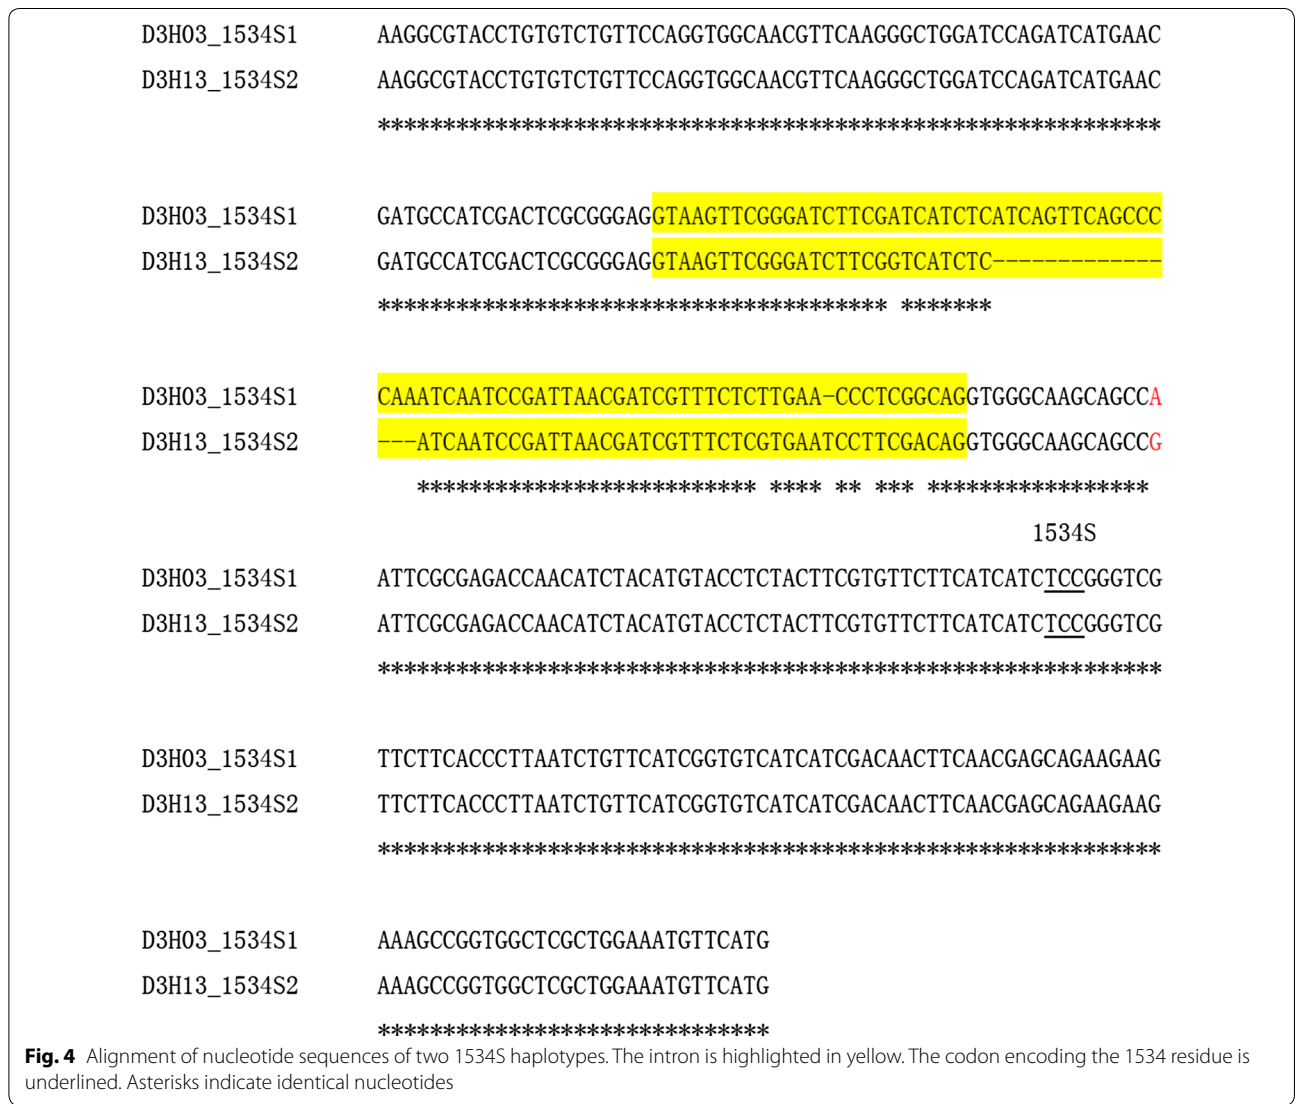 D3H03_1534S1 AAGGCGTACCTGTGTCTGTTCCAGGTGGCAACGTTCAAGGGCTGGATCCAGATCATGAAC
D3H13_1534S2 AAGGCGTACCTGTGTCTGTTCCAGGTGGCAACGTTCAAGGGCTGGATCCAGATCATGAAC
************************************************************
D3H03_1534S1 GATGCCATCGACTCGCGGGAGGTAAGTTCGGGATCTTCGATCATCTCATCAGTTCAGCCC
D3H13_1534S2 GATGCCATCGACTCGCGGGAGGTAAGTTCGGGATCTTCGGTCATCTC-------------
*************************************** *******
D3H03_1534S1 CAAATCAATCCGATTAACGATCGTTTCTCTTGAA-CCCTCGGCAGGTGGGCAAGCAGCCA
D3H13_1534S2 ---ATCAATCCGATTAACGATCGTTTCTCGTGAATCCTTCGACAGGTGGGCAAGCAGCCG
************************** **** ** *** *****************
1534S
D3H03_1534S1 ATTCGCGAGACCAACATCTACATGTACCTCTACTTCGTGTTCTTCATCATCTCCGGGTCG
D3H13_1534S2 ATTCGCGAGACCAACATCTACATGTACCTCTACTTCGTGTTCTTCATCATCTCCGGGTCG
************************************************************
D3H03_1534S1 TTCTTCACCCTTAATCTGTTCATCGGTGTCATCATCGACAACTTCAACGAGCAGAAGAAG
D3H13_1534S2 TTCTTCACCCTTAATCTGTTCATCGGTGTCATCATCGACAACTTCAACGAGCAGAAGAAG
************************************************************
D3H03_1534S1 AAAGCCGGTGGCTCGCTGGAAATGTTCATG
D3H13_1534S2 AAAGCCGGTGGCTCGCTGGAAATGTTCATG
******************************
Fig. 4 Alignment of nucleotide sequences of two 1534S haplotypes. The intron is highlighted in yellow. The codon encoding the 1534 residue is
underlined. Asterisks indicate identical nucleotides